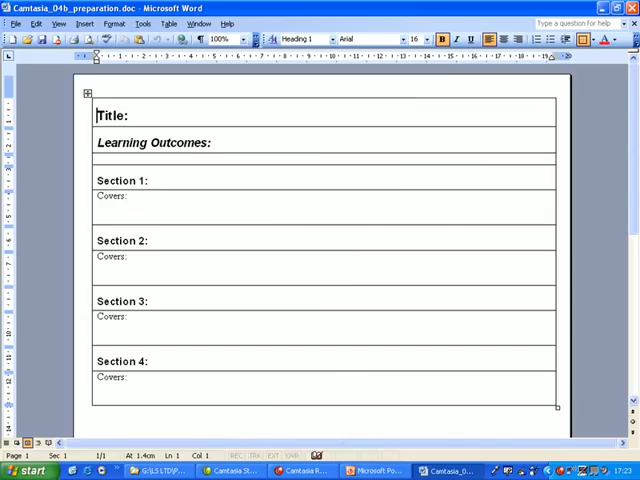 Camtasia_04b_preparation.doc - Microsoft Word
File Edit View Insert Format Tools Table Window Help
Type a question for help
100% Heading 1 Arial 16 B I U
Title:
Learning Outcomes:
Section 1:
Covers:
Section 2:
Covers:
Section 3:
Covers:
Section 4:
Covers:
Page 1 Sec 1 1/1 At 1.4cm Ln 1 Col 1 REC TRK EXT OVR
start G:\LS LTD\P... Camtasia St... Camtasia R... Microsoft Po... Camtasia_0... 17:23